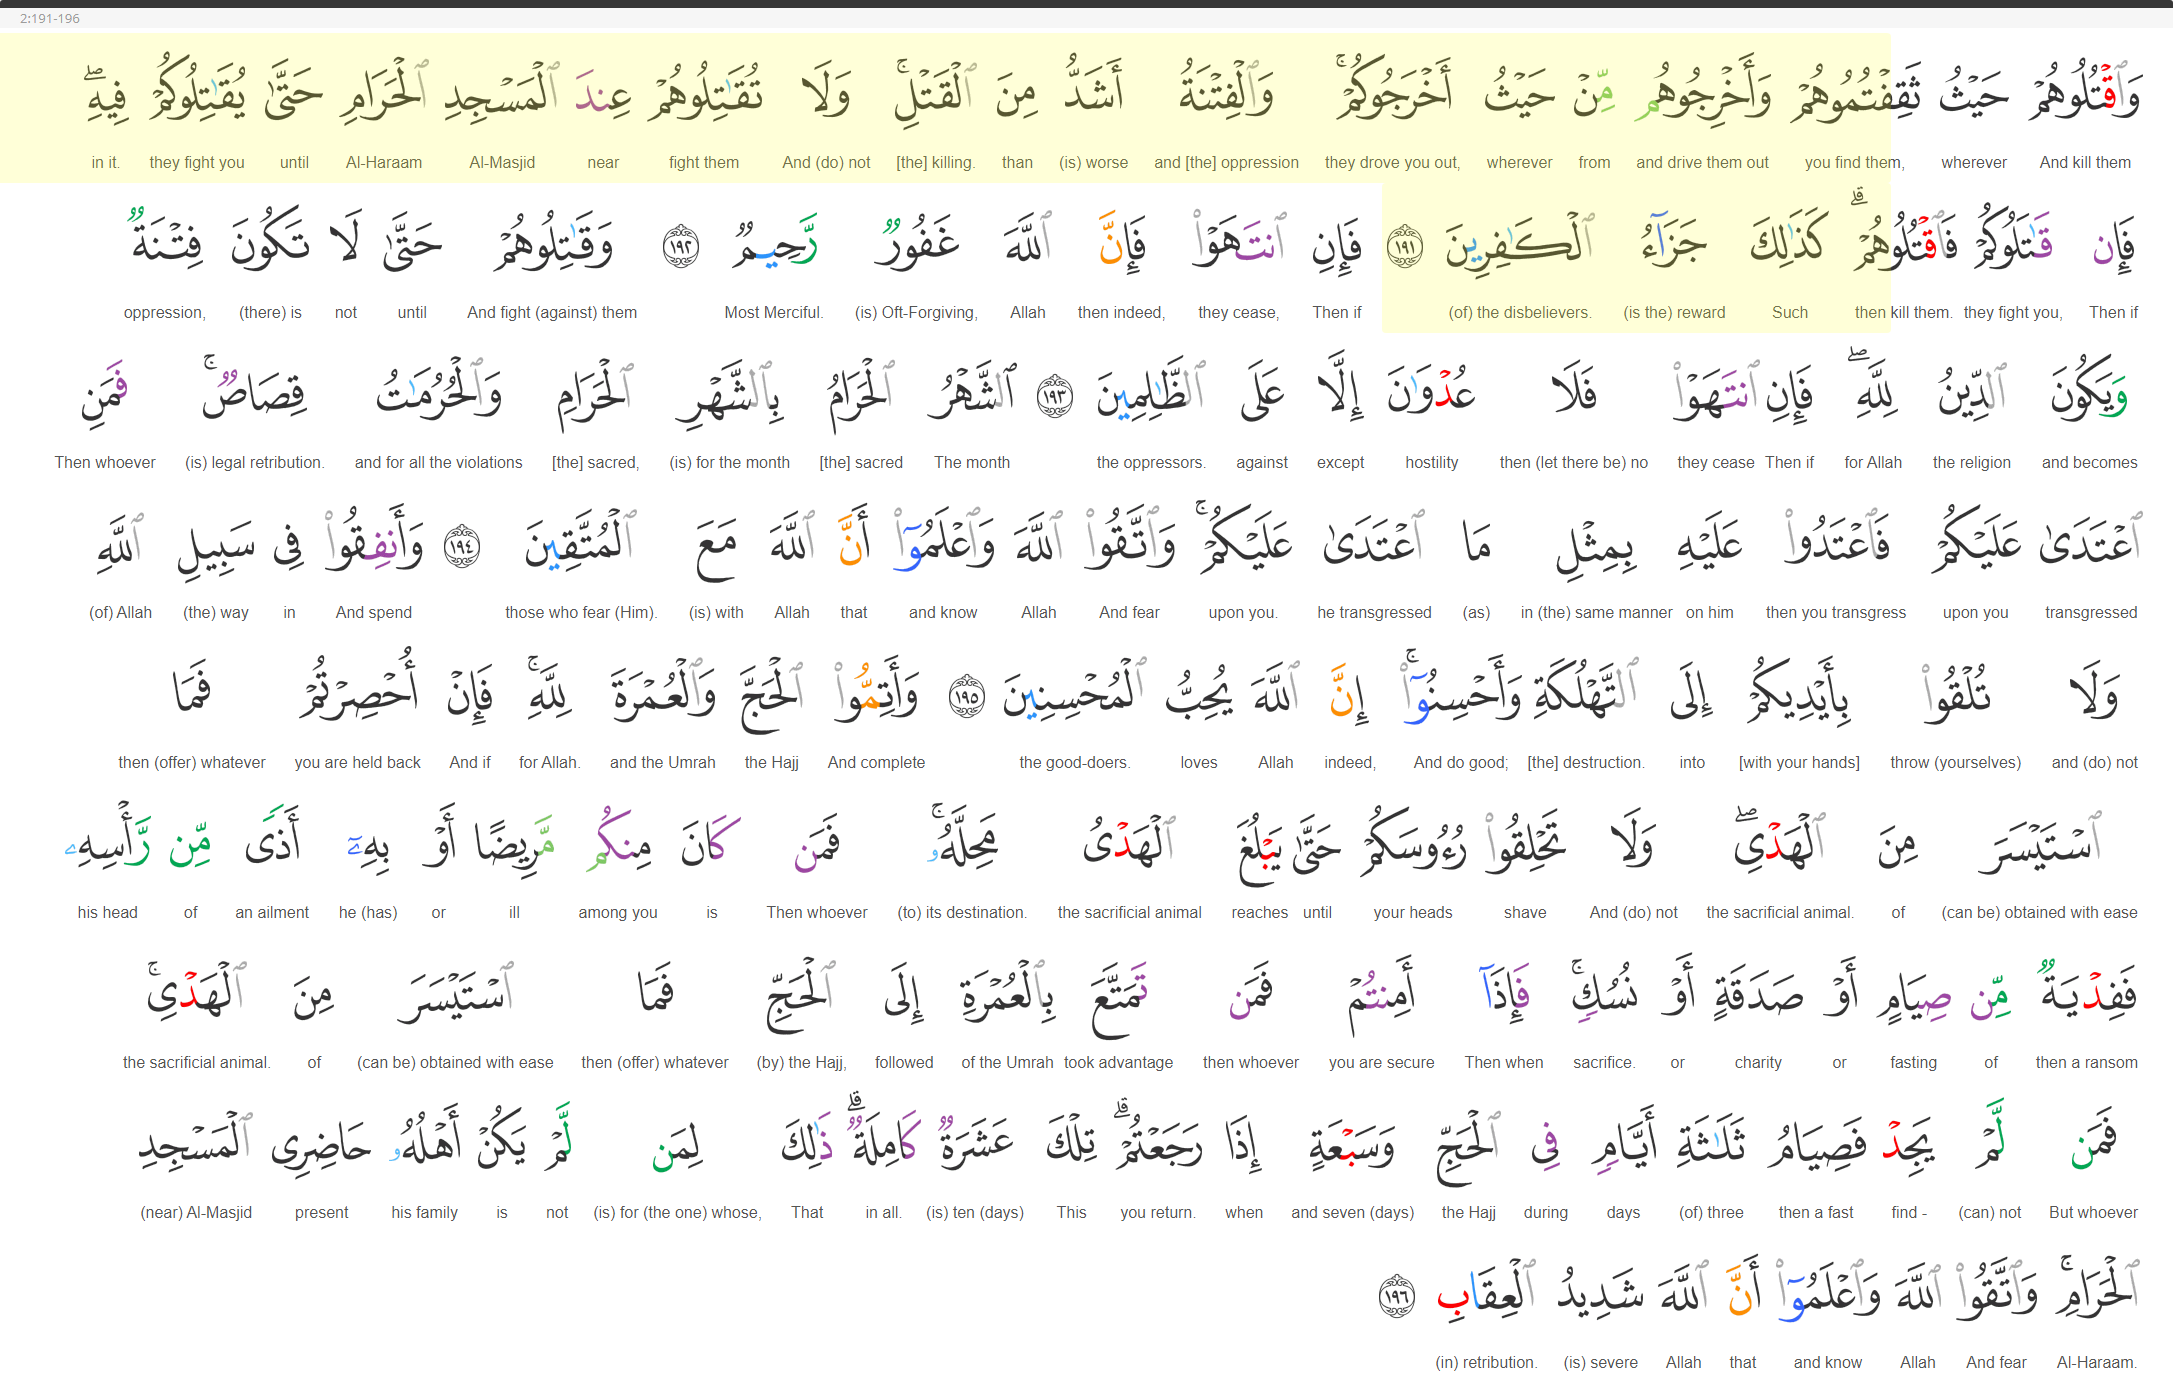 2:191-196
وَٱقْتُلُوهُمْ حَيْثُ ثَقِفْتُمُوهُمْ وَأَخْرِجُوهُم مِّنْ حَيْثُ أَخْرَجُوكُمْ ۚ وَٱلْفِتْنَةُ أَشَدُّ مِنَ ٱلْقَتْلِ ۚ وَلَا تُقَـٰتِلُوهُمْ عِندَ ٱلْمَسْجِدِ ٱلْحَرَامِ حَتَّىٰ يُقَـٰتِلُوكُمْ فِيهِ ۖ
And kill them wherever you find them, and drive them out from wherever they drove you out, and [the] oppression (is) worse than [the] killing. And (do) not fight them near Al-Masjid Al-Haraam until they fight you in it.
فَإِن قَـٰتَلُوكُمْ فَٱقْتُلُوهُمْ ۗ كَذَٰلِكَ جَزَآءُ ٱلْكَـٰفِرِينَ ١٩١ فَإِنِ ٱنتَهَوْا۟ فَإِنَّ ٱللَّهَ غَفُورٌ رَّحِيمٌ ١٩٢ وَقَـٰتِلُوهُمْ حَتَّىٰ لَا تَكُونَ فِتْنَةٌ
Then if they fight you, then kill them. Such (is the) reward (of) the disbelievers. Then if they cease, then indeed, Allah (is) Oft-Forgiving, Most Merciful. And fight (against) them until not (there) is oppression,
وَيَكُونَ ٱلدِّينُ لِلَّهِ ۖ فَإِنِ ٱنتَهَوْا۟ فَلَا عُدْوَٰنَ إِلَّا عَلَى ٱلظَّـٰلِمِينَ ١٩٣ ٱلشَّهْرُ ٱلْحَرَامُ بِٱلشَّهْرِ ٱلْحَرَامِ وَٱلْحُرُمَـٰتُ قِصَاصٌ ۚ فَمَنِ
and becomes the religion for Allah Then if they cease then (let there be) no hostility except against the oppressors. The month [the] sacred (is) for the month [the] sacred, and for all the violations (is) legal retribution. Then whoever
ٱعْتَدَىٰ عَلَيْكُمْ فَٱعْتَدُوا۟ عَلَيْهِ بِمِثْلِ مَا ٱعْتَدَىٰ عَلَيْكُمْ ۚ وَٱتَّقُوا۟ ٱللَّهَ وَٱعْلَمُوٓا۟ أَنَّ ٱللَّهَ مَعَ ٱلْمُتَّقِينَ ١٩٤ وَأَنفِقُوا۟ فِى سَبِيلِ ٱللَّهِ
transgressed upon you then you transgress on him in (the) same manner (as) he transgressed upon you. And fear Allah and know that Allah (is) with those who fear (Him). And spend in (the) way (of) Allah
وَلَا تُلْقُوا۟ بِأَيْدِيكُمْ إِلَى ٱلتَّهْلُكَةِ وَأَحْسِنُوٓا۟ ۚ إِنَّ ٱللَّهَ يُحِبُّ ٱلْمُحْسِنِينَ ١٩٥ وَأَتِمُّوا۟ ٱلْحَجَّ وَٱلْعُمْرَةَ لِلَّهِ ۚ فَإِنْ أُحْصِرْتُمْ فَمَا
and (do) not throw (yourselves) [with your hands] into [the] destruction. And do good; indeed, Allah loves the good-doers. And complete the Hajj and the Umrah for Allah. And if you are held back then (offer) whatever
ٱسْتَيْسَرَ مِنَ ٱلْهَدْىِ ۖ وَلَا تَحْلِقُوا۟ رُءُوسَكُمْ حَتَّىٰ يَبْلُغَ ٱلْهَدْىُ مَحِلَّهُۥ ۚ فَمَن كَانَ مِنكُم مَّرِيضًا أَوْ بِهِۦٓ أَذًى مِّن رَّأْسِهِۦ
(can be) obtained with ease of the sacrificial animal. And (do) not shave your heads until reaches the sacrificial animal (to) its destination. Then whoever is among you ill or he (has) an ailment of his head
فَفِدْيَةٌ مِّن صِيَامٍ أَوْ صَدَقَةٍ أَوْ نُسُكٍ ۚ فَإِذَآ أَمِنتُمْ فَمَن تَمَتَّعَ بِٱلْعُمْرَةِ إِلَى ٱلْحَجِّ فَمَا ٱسْتَيْسَرَ مِنَ ٱلْهَدْىِ ۚ
then a ransom of fasting or charity or sacrifice. Then when you are secure then whoever took advantage of the Umrah followed (by) the Hajj, then (offer) whatever (can be) obtained with ease of the sacrificial animal.
فَمَن لَّمْ يَجِدْ فَصِيَامُ ثَلَـٰثَةِ أَيَّامٍ فِى ٱلْحَجِّ وَسَبْعَةٍ إِذَا رَجَعْتُمْ ۗ تِلْكَ عَشَرَةٌ كَامِلَةٌ ۗ ذَٰلِكَ لِمَن لَّمْ يَكُنْ أَهْلُهُۥ حَاضِرِى ٱلْمَسْجِدِ
But whoever (can) not find - then a fast (of) three days during the Hajj and seven (days) when you return. This (is) ten (days) in all. That (is) for (the one) whose, not is his family present (near) Al-Masjid
ٱلْحَرَامِ ۚ وَٱتَّقُوا۟ ٱللَّهَ وَٱعْلَمُوٓا۟ أَنَّ ٱللَّهَ شَدِيدُ ٱلْعِقَابِ ١٩٦
Al-Haraam. And fear Allah and know that Allah (is) severe (in) retribution.